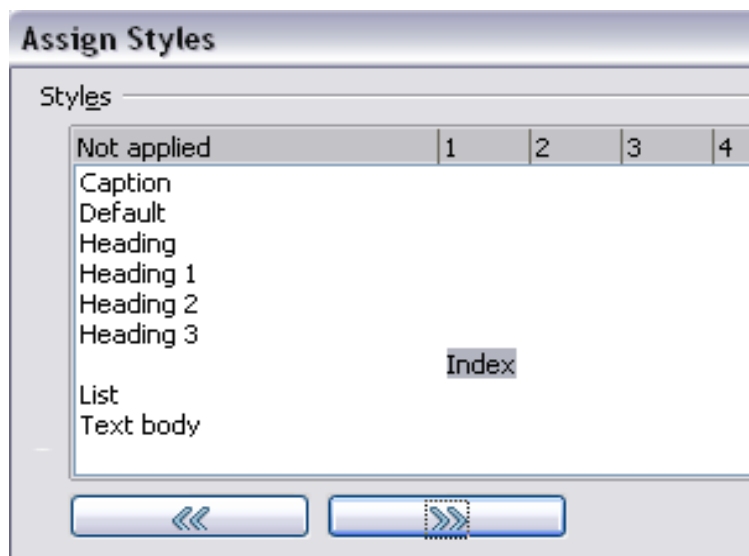 Assign Styles
Styles
Not applied 1 2 3 4
Caption
Default
Heading
Heading 1
Heading 2
Heading 3
Index
List
Text body